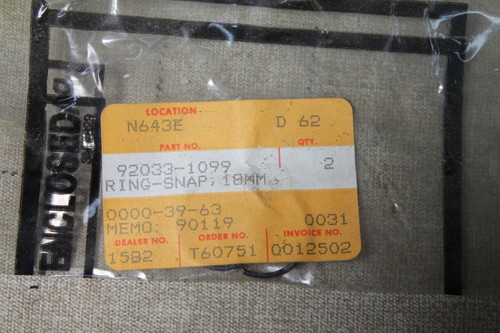 LOCATION
N643E D 62
PART NO. QTY.
92033-1099 2
RING-SNAP,18MM
0000-39-63
MEMO: 90119 0031
DEALER NO. ORDER NO. INVOICE NO.
1582 T60751 Q012502
ENCLOSED